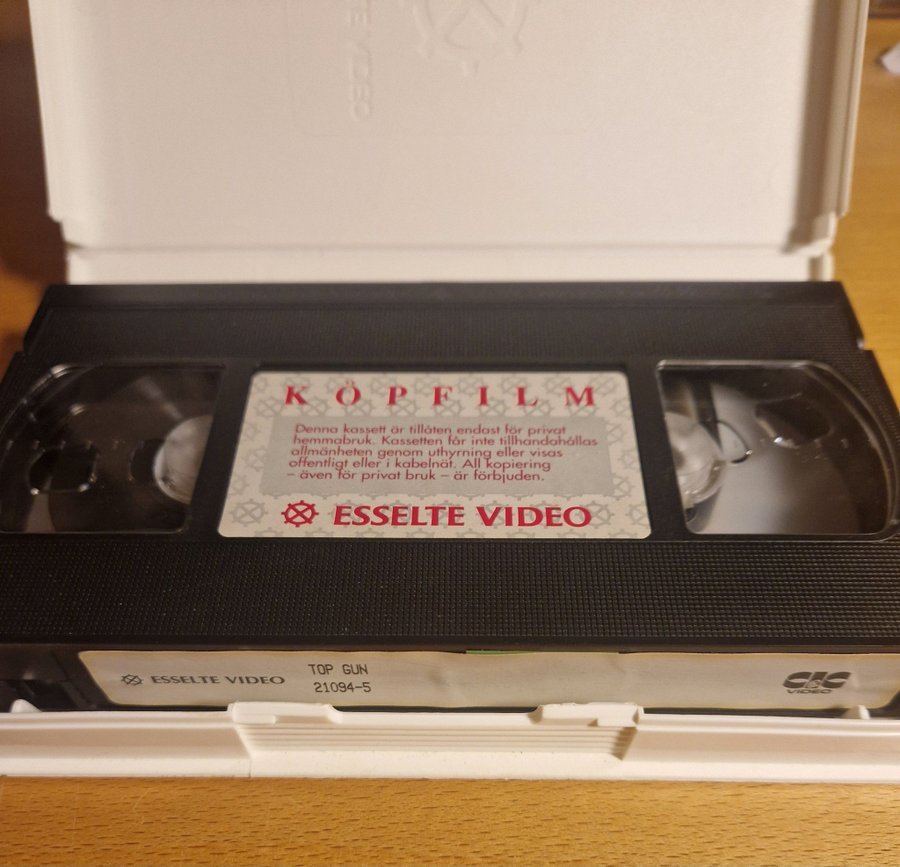 TE VIDEO
KÖPFILM
Denna kassett är tillåten endast för privat
hemmabruk. Kassetten får inte tillhandahållas
allmänheten genom uthyrning eller visas
offentligt eller i kabelnät. All kopiering
– även för privat bruk – är förbjuden.
ESSELTE VIDEO
ESSELTE VIDEO
TOP GUN
21094-5
CIC
VIDEO